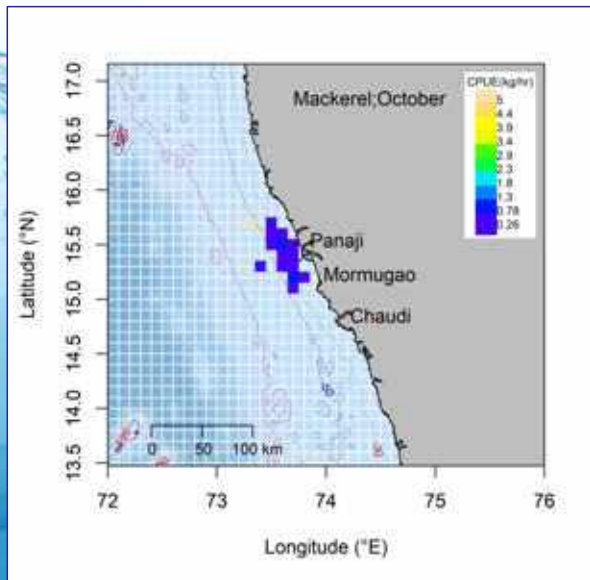 CPUE(kg/hr)
Mackerel;October
5
4.4
3.9
3.4
2.9
2.3
1.8
1.3
0.78
0.26
Panaji
Mormugao
Chaudi
17.0
16.5
16.0
15.5
15.0
14.5
14.0
13.5
Latitude (°N)
0 50 100 km
72 73 74 75 76
Longitude (°E)